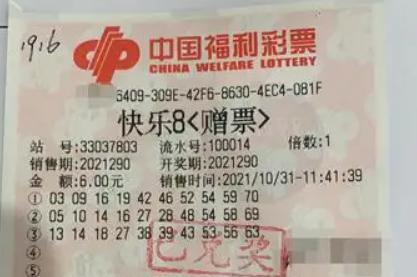 1916
中国福利彩票
CHINA WELFARE LOTTERY
6409-309E-42F6-8630-4EC4-081F
快乐8<赠票>
站 号:33037803 流水号:100014 倍数:1
销售期:2021290 开奖期:2021290
金 额:6.00元 销售时间:2021/10/31-11:41:39
① 03 09 16 19 42 46 52 54 59 70
② 05 10 14 16 27 28 48 54 58 69
③ 13 14 18 27 38 39 43 53 56 63
④
⑤
已兑奖